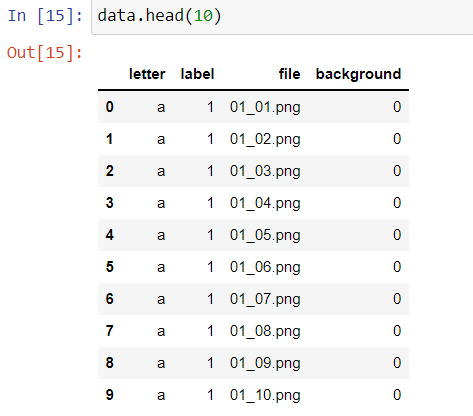 In [15]: data.head(10)
Out[15]:
letter label file background
0 a 1 01_01.png 0
1 a 1 01_02.png 0
2 a 1 01_03.png 0
3 a 1 01_04.png 0
4 a 1 01_05.png 0
5 a 1 01_06.png 0
6 a 1 01_07.png 0
7 a 1 01_08.png 0
8 a 1 01_09.png 0
9 a 1 01_10.png 0